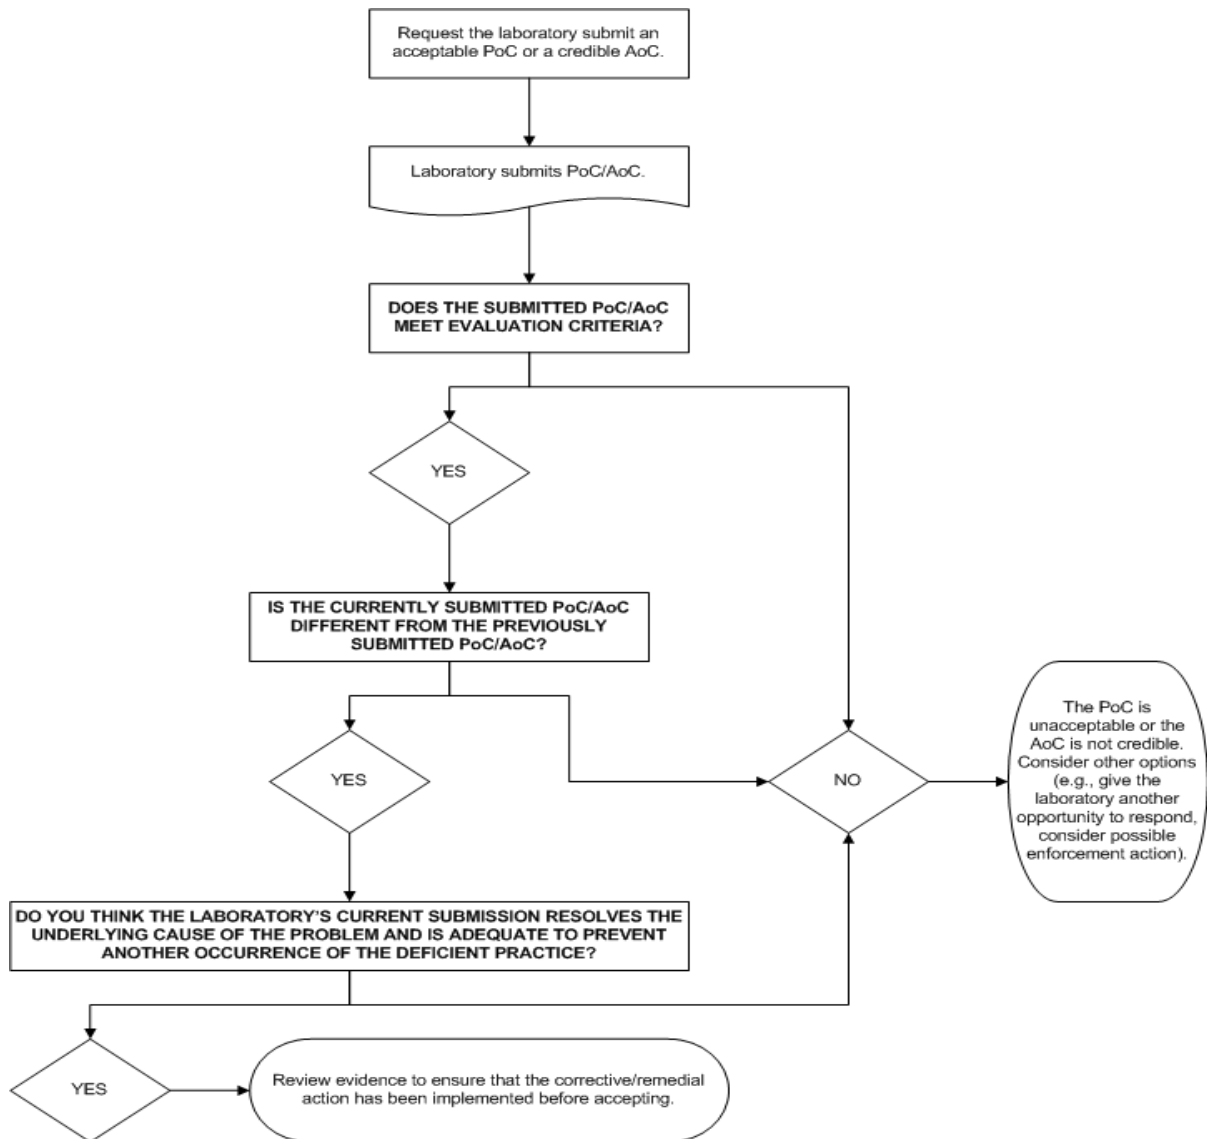 Request the laboratory submit an
acceptable PoC or a credible AoC.
Laboratory submits PoC/AoC.
DOES THE SUBMITTED PoC/AoC
MEET EVALUATION CRITERIA?
YES
IS THE CURRENTLY SUBMITTED PoC/AoC
DIFFERENT FROM THE PREVIOUSLY
SUBMITTED PoC/AoC?
YES
NO
The PoC is
unacceptable or the
AoC is not credible.
Consider other options
(e.g., give the
laboratory another
opportunity to respond,
consider possible
enforcement action).
DO YOU THINK THE LABORATORY'S CURRENT SUBMISSION RESOLVES THE
UNDERLYING CAUSE OF THE PROBLEM AND IS ADEQUATE TO PREVENT
ANOTHER OCCURRENCE OF THE DEFICIENT PRACTICE?
YES
Review evidence to ensure that the corrective/remedial
action has been implemented before accepting.